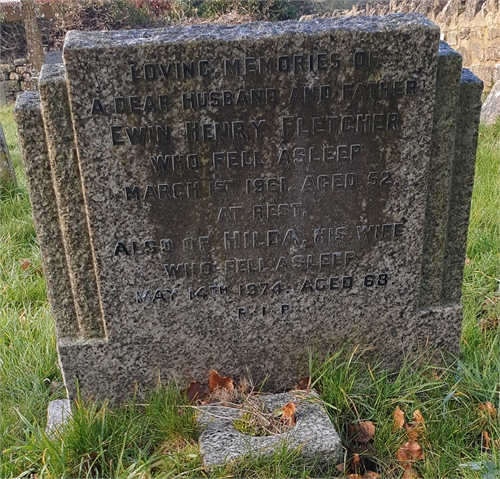 LOVING MEMORIES OF
A DEAR HUSBAND AND FATHER
EWIN HENRY FLETCHER
WHO FELL ASLEEP
MARCH 1ST 1961. AGED 52.
AT REST.
ALSO OF HILDA, HIS WIFE
WHO FELL ASLEEP
MAY 14TH 1974. AGED 68.
R.I.P.